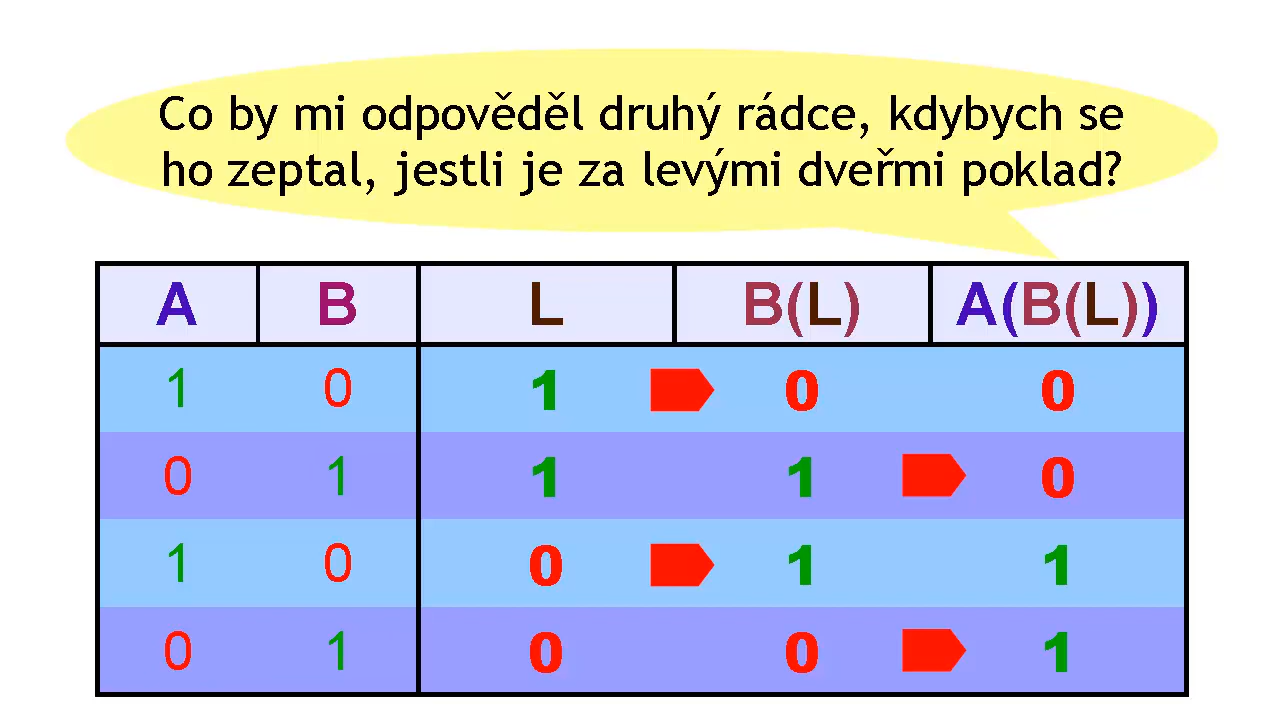 Co by mi odpověděl druhý rádce, kdybych se
ho zeptal, jestli je za levými dveřmi poklad?
A B L B(L) A(B(L))
1 0 1 0 0
0 1 1 1 0
1 0 0 1 1
0 1 0 0 1